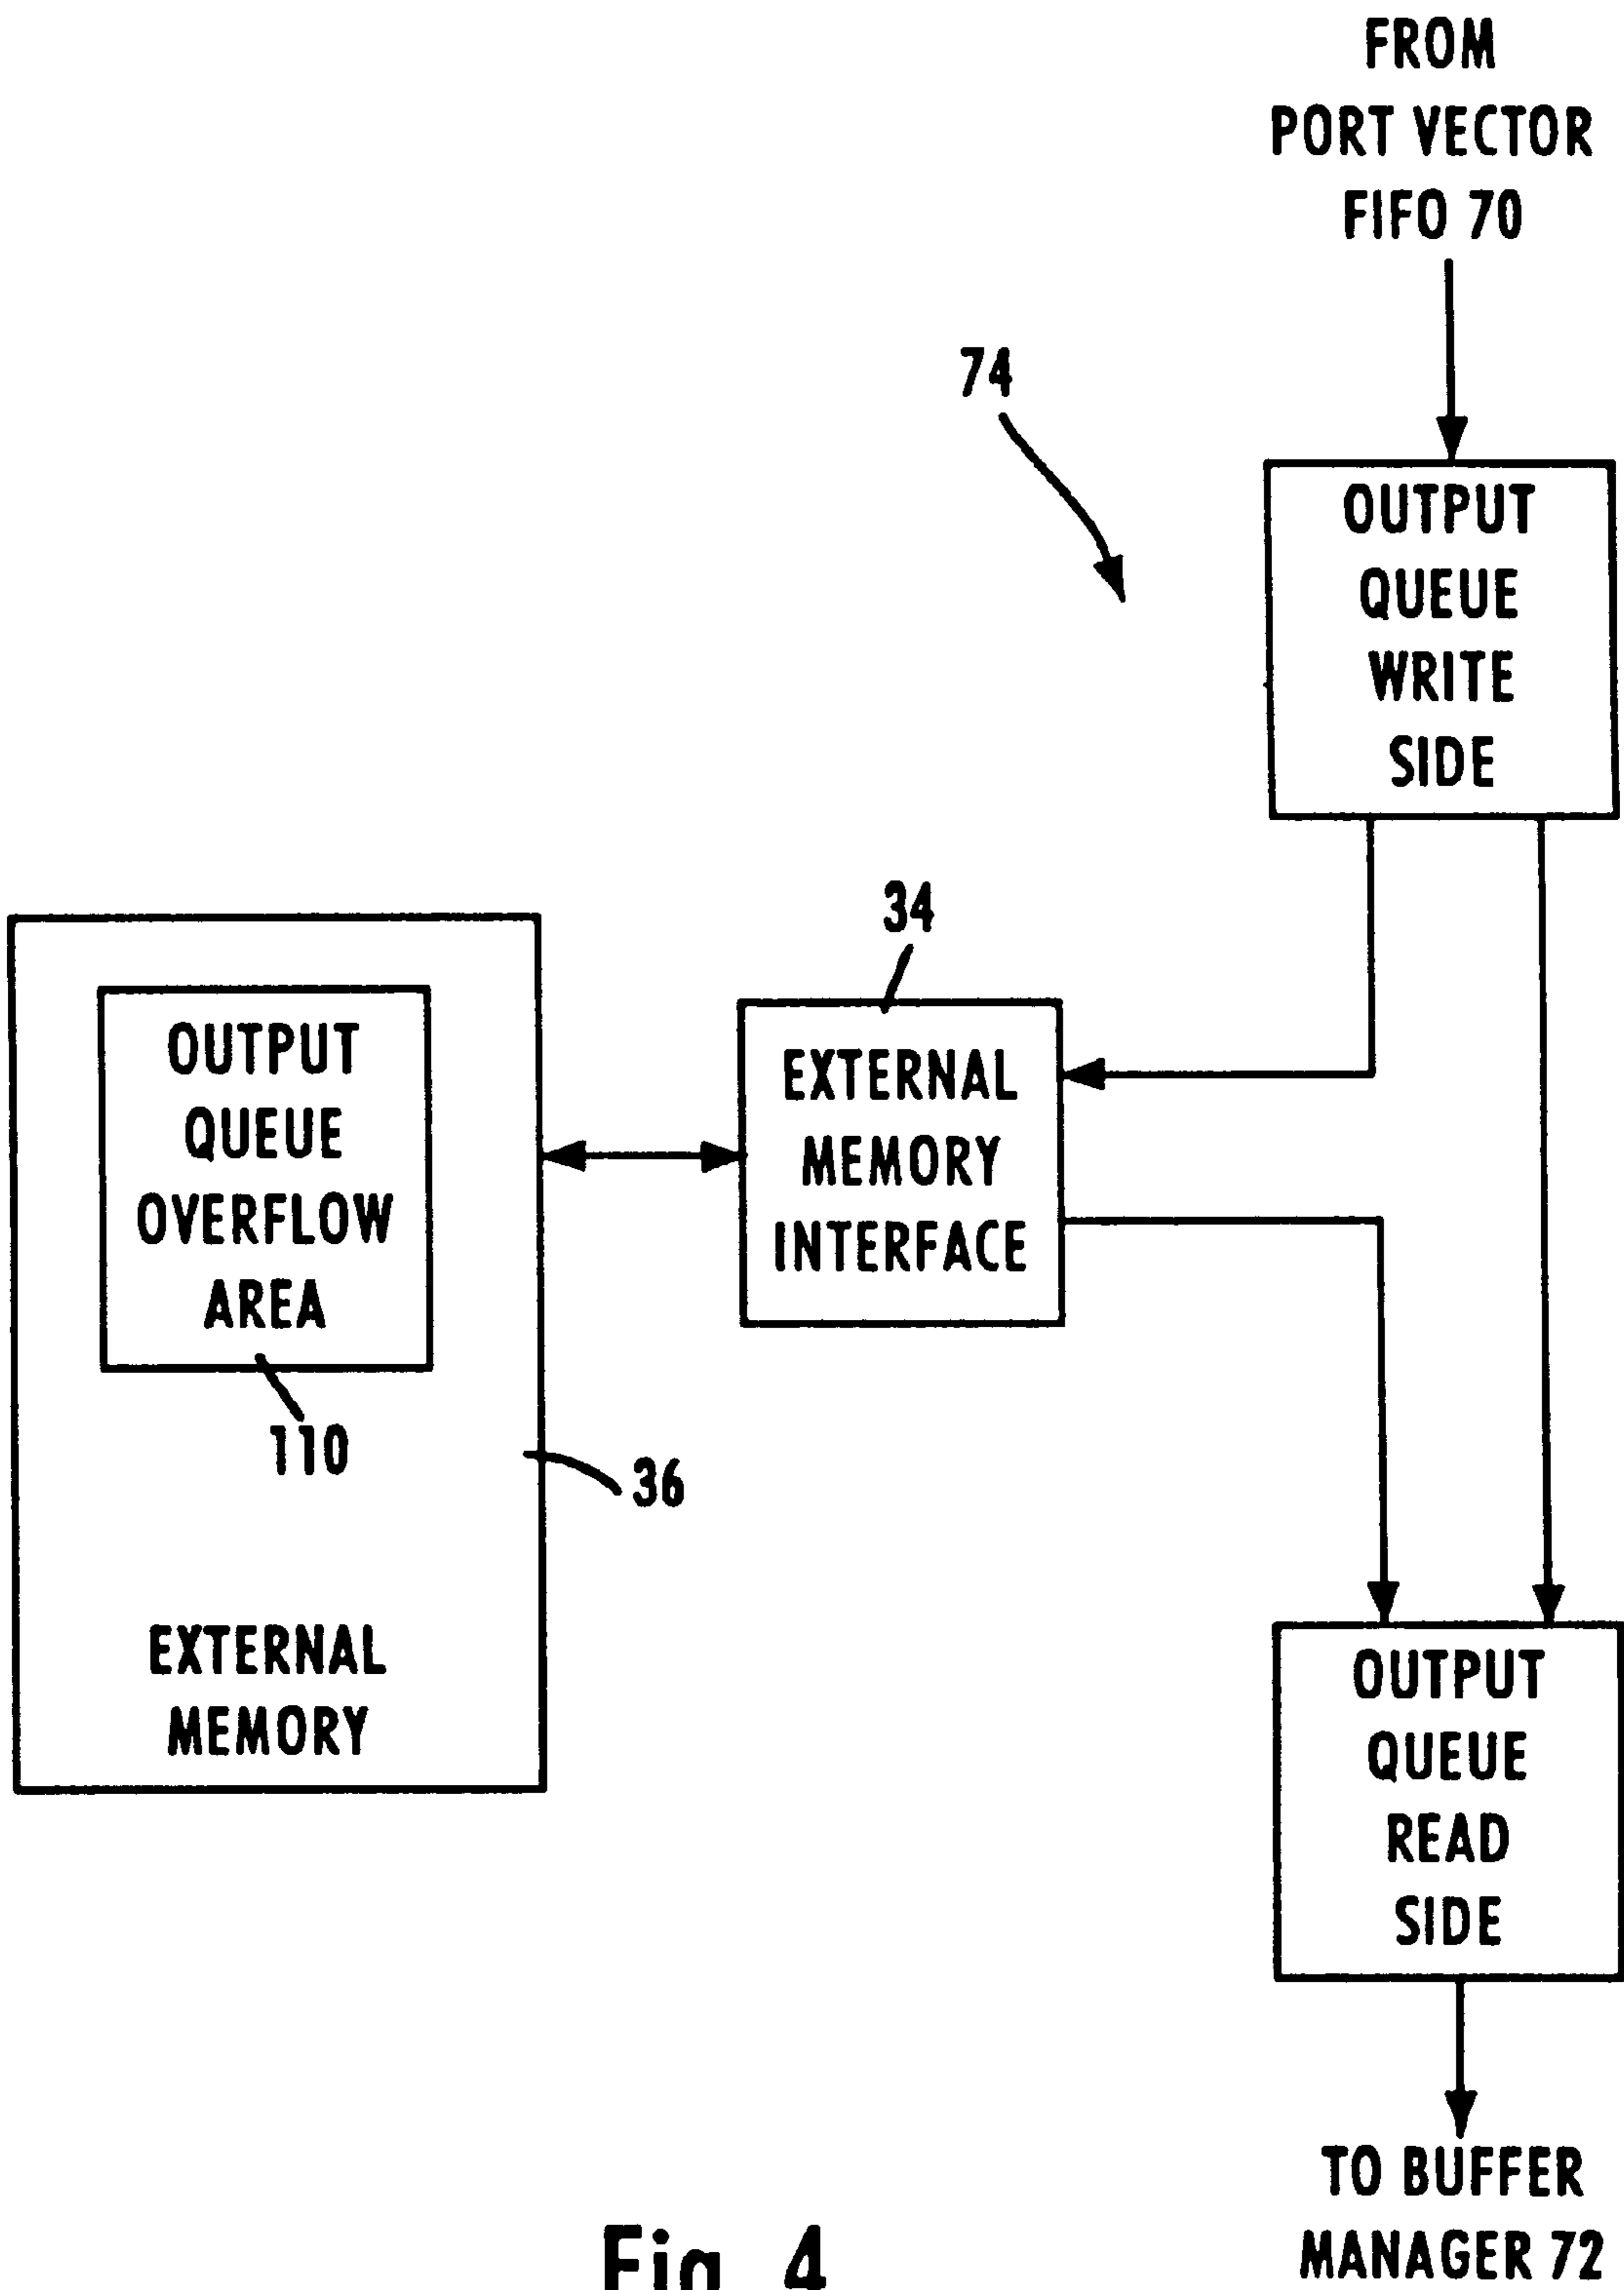 FROM
PORT VECTOR
FIFO 70
74
OUTPUT
QUEUE
WRITE
SIDE
34
EXTERNAL
MEMORY
INTERFACE
OUTPUT
QUEUE
OVERFLOW
AREA
110
36
EXTERNAL
MEMORY
OUTPUT
QUEUE
READ
SIDE
TO BUFFER
MANAGER 72
Fig. 4